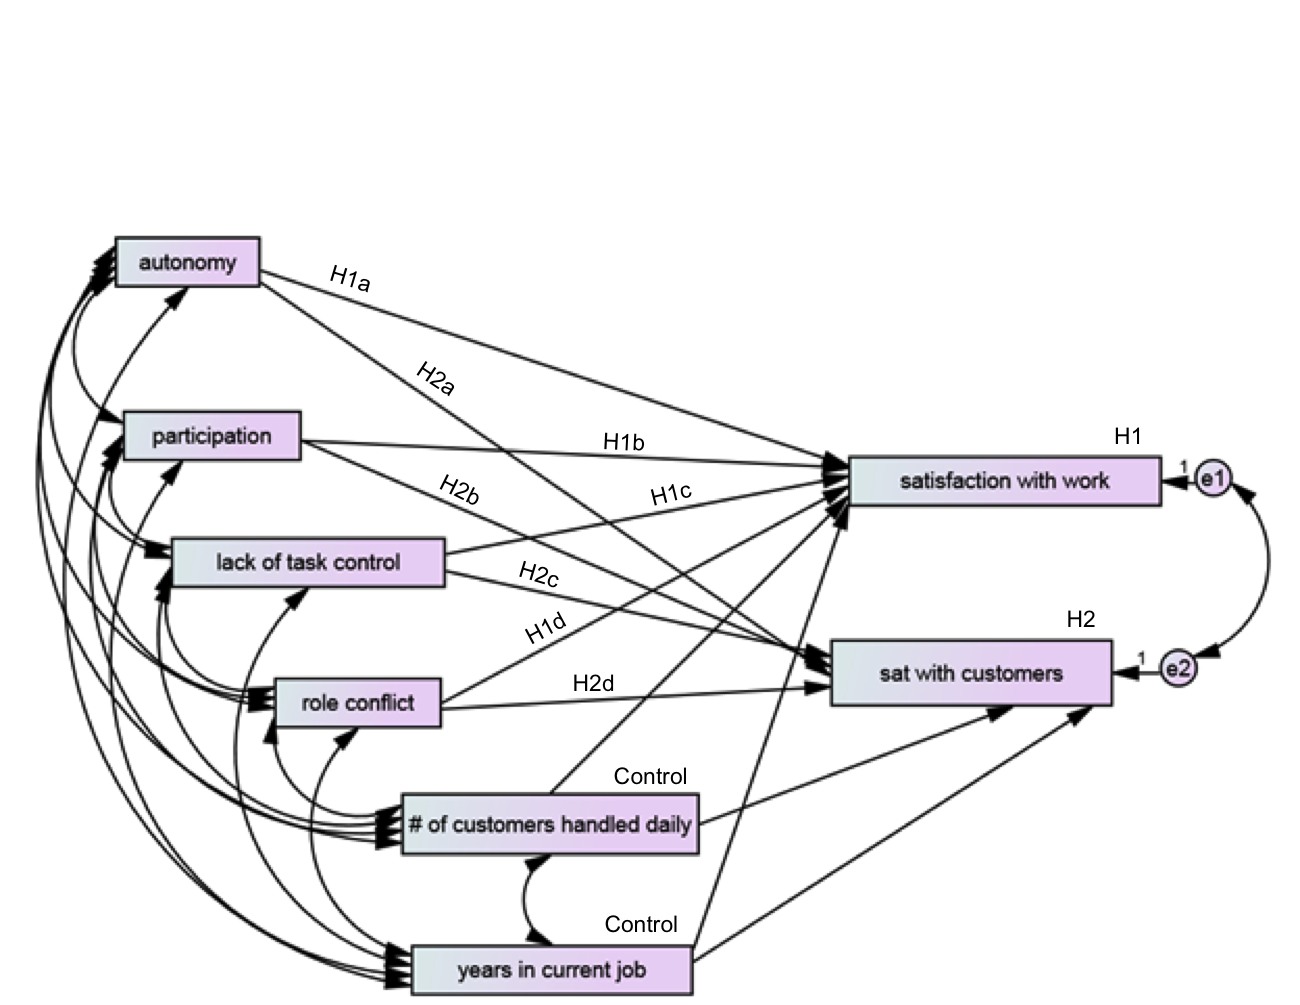 autonomy
H1a
H2a
participation
H1b
H1
H2b
H1c
satisfaction with work
1
e1
lack of task control
H2c
H1d
H2
sat with customers
1
e2
role conflict
H2d
Control
# of customers handled daily
Control
years in current job